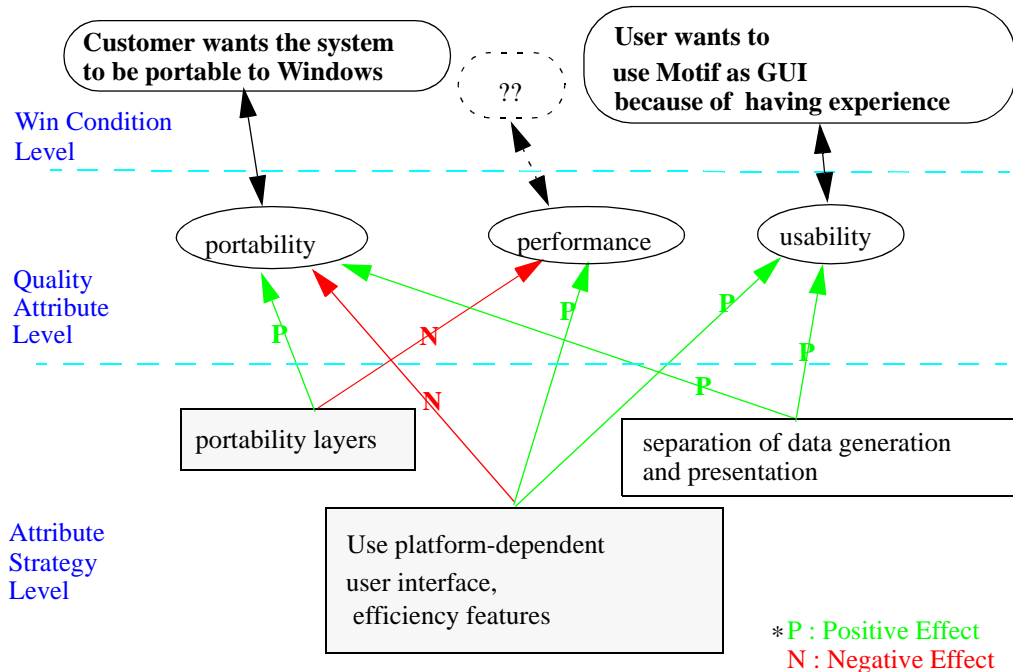 Customer wants the system
to be portable to Windows
??
User wants to
use Motif as GUI
because of having experience
Win Condition
Level
portability
performance
usability
Quality
Attribute
Level
P
N
P
P
P
N
P
portability layers
separation of data generation
and presentation
Attribute
Strategy
Level
Use platform-dependent
user interface,
efficiency features
*P : Positive Effect
N : Negative Effect